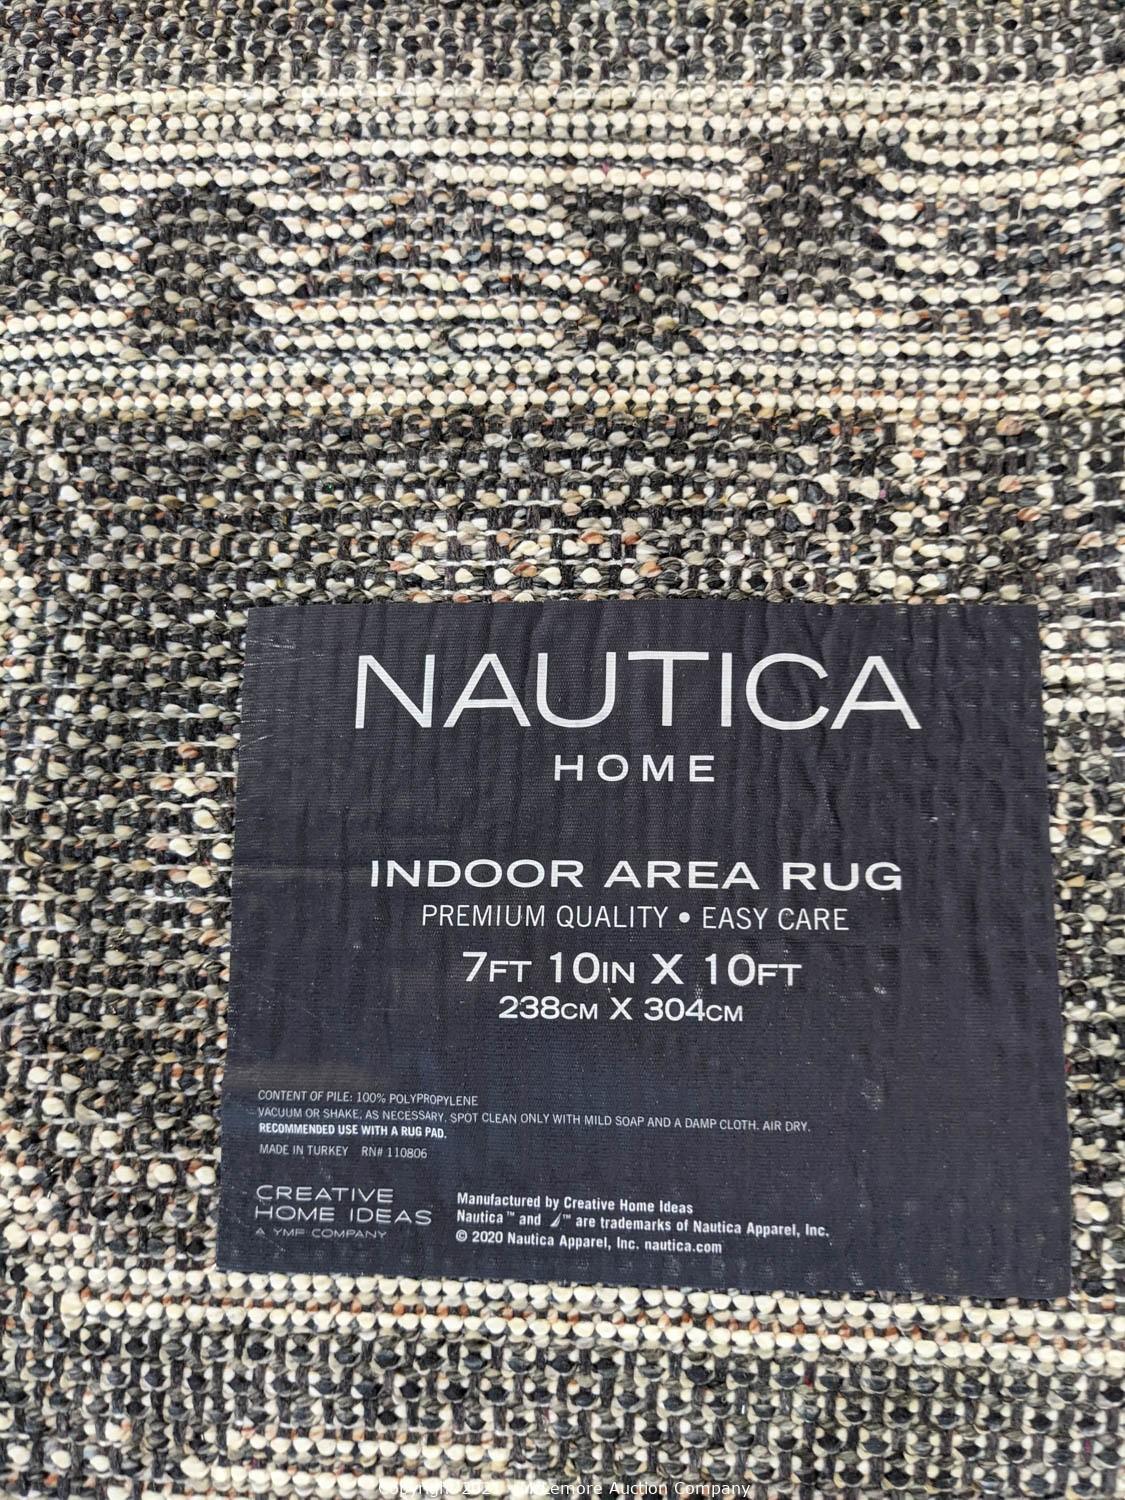 NAUTICA
HOME
INDOOR AREA RUG
PREMIUM QUALITY • EASY CARE
7FT 10IN X 10FT
238CM X 304CM
CONTENT OF PILE: 100% POLYPROPYLENE
VACUUM OR SHAKE, AS NECESSARY. SPOT CLEAN ONLY WITH MILD SOAP AND A DAMP CLOTH. AIR DRY.
RECOMMENDED USE WITH A RUG PAD.
MADE IN TURKEY RN# 110806
CREATIVE
HOME IDEAS
A YMF COMPANY
Manufactured by Creative Home Ideas
Nautica™ and ™ are trademarks of Nautica Apparel, Inc.
© 2020 Nautica Apparel, Inc. nautica.com
Copyright McLemore Auction Company